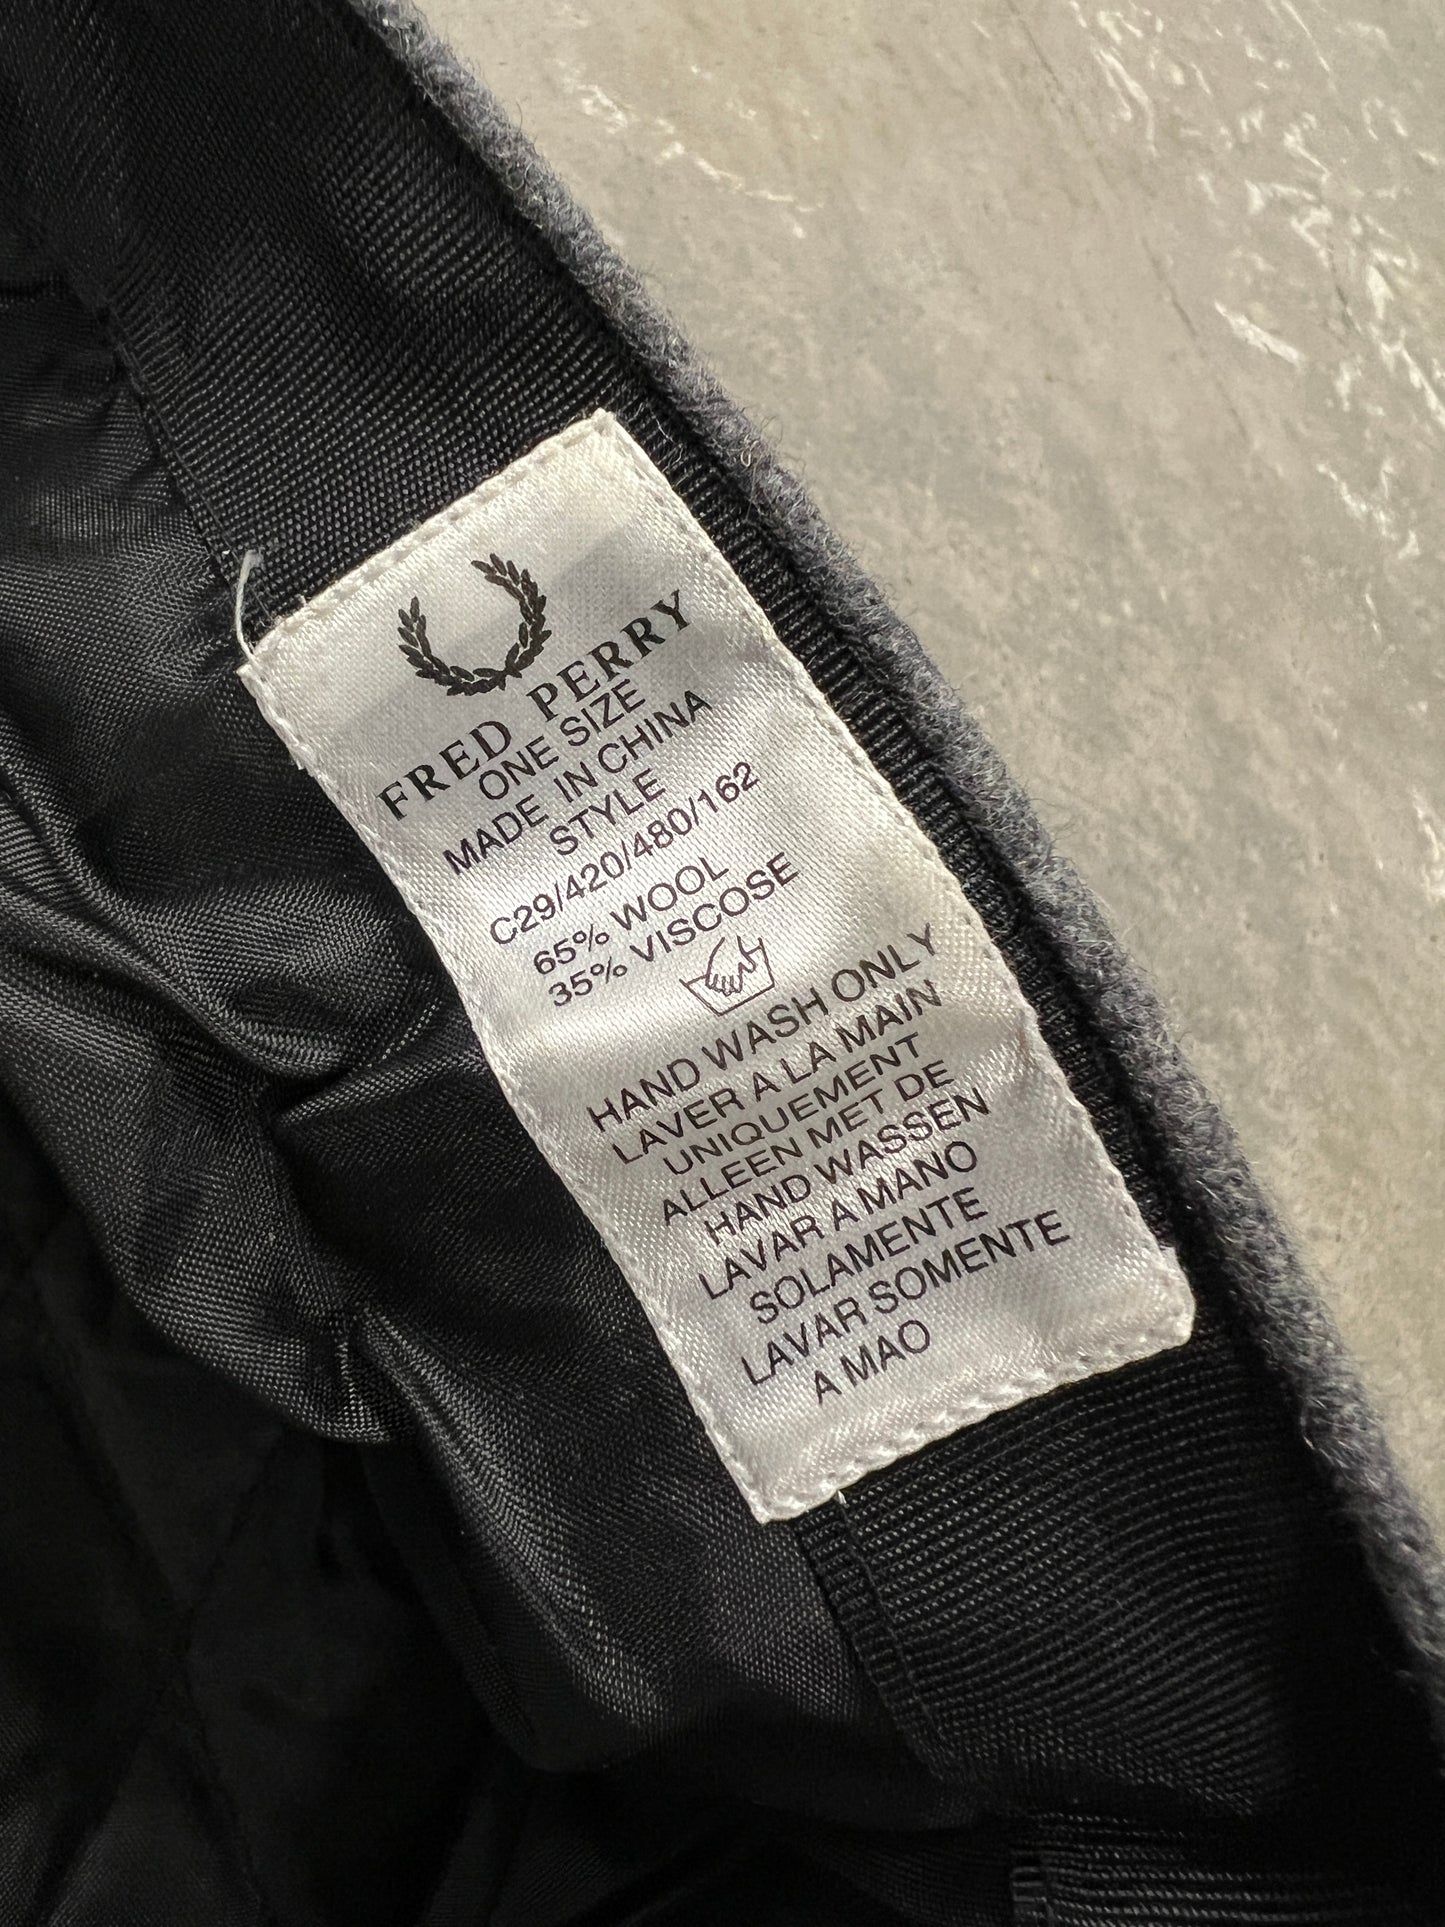 FRED PERRY
ONE SIZE
MADE IN CHINA
STYLE
C29/420/480/162
65% WOOL
35% VISCOSE
HAND WASH ONLY
LAVER A LA MAIN
UNIQUEMENT
ALLEEN MET DE
HAND WASSEN
LAVAR A MANO
SOLAMENTE
LAVAR SOMENTE
A MAO